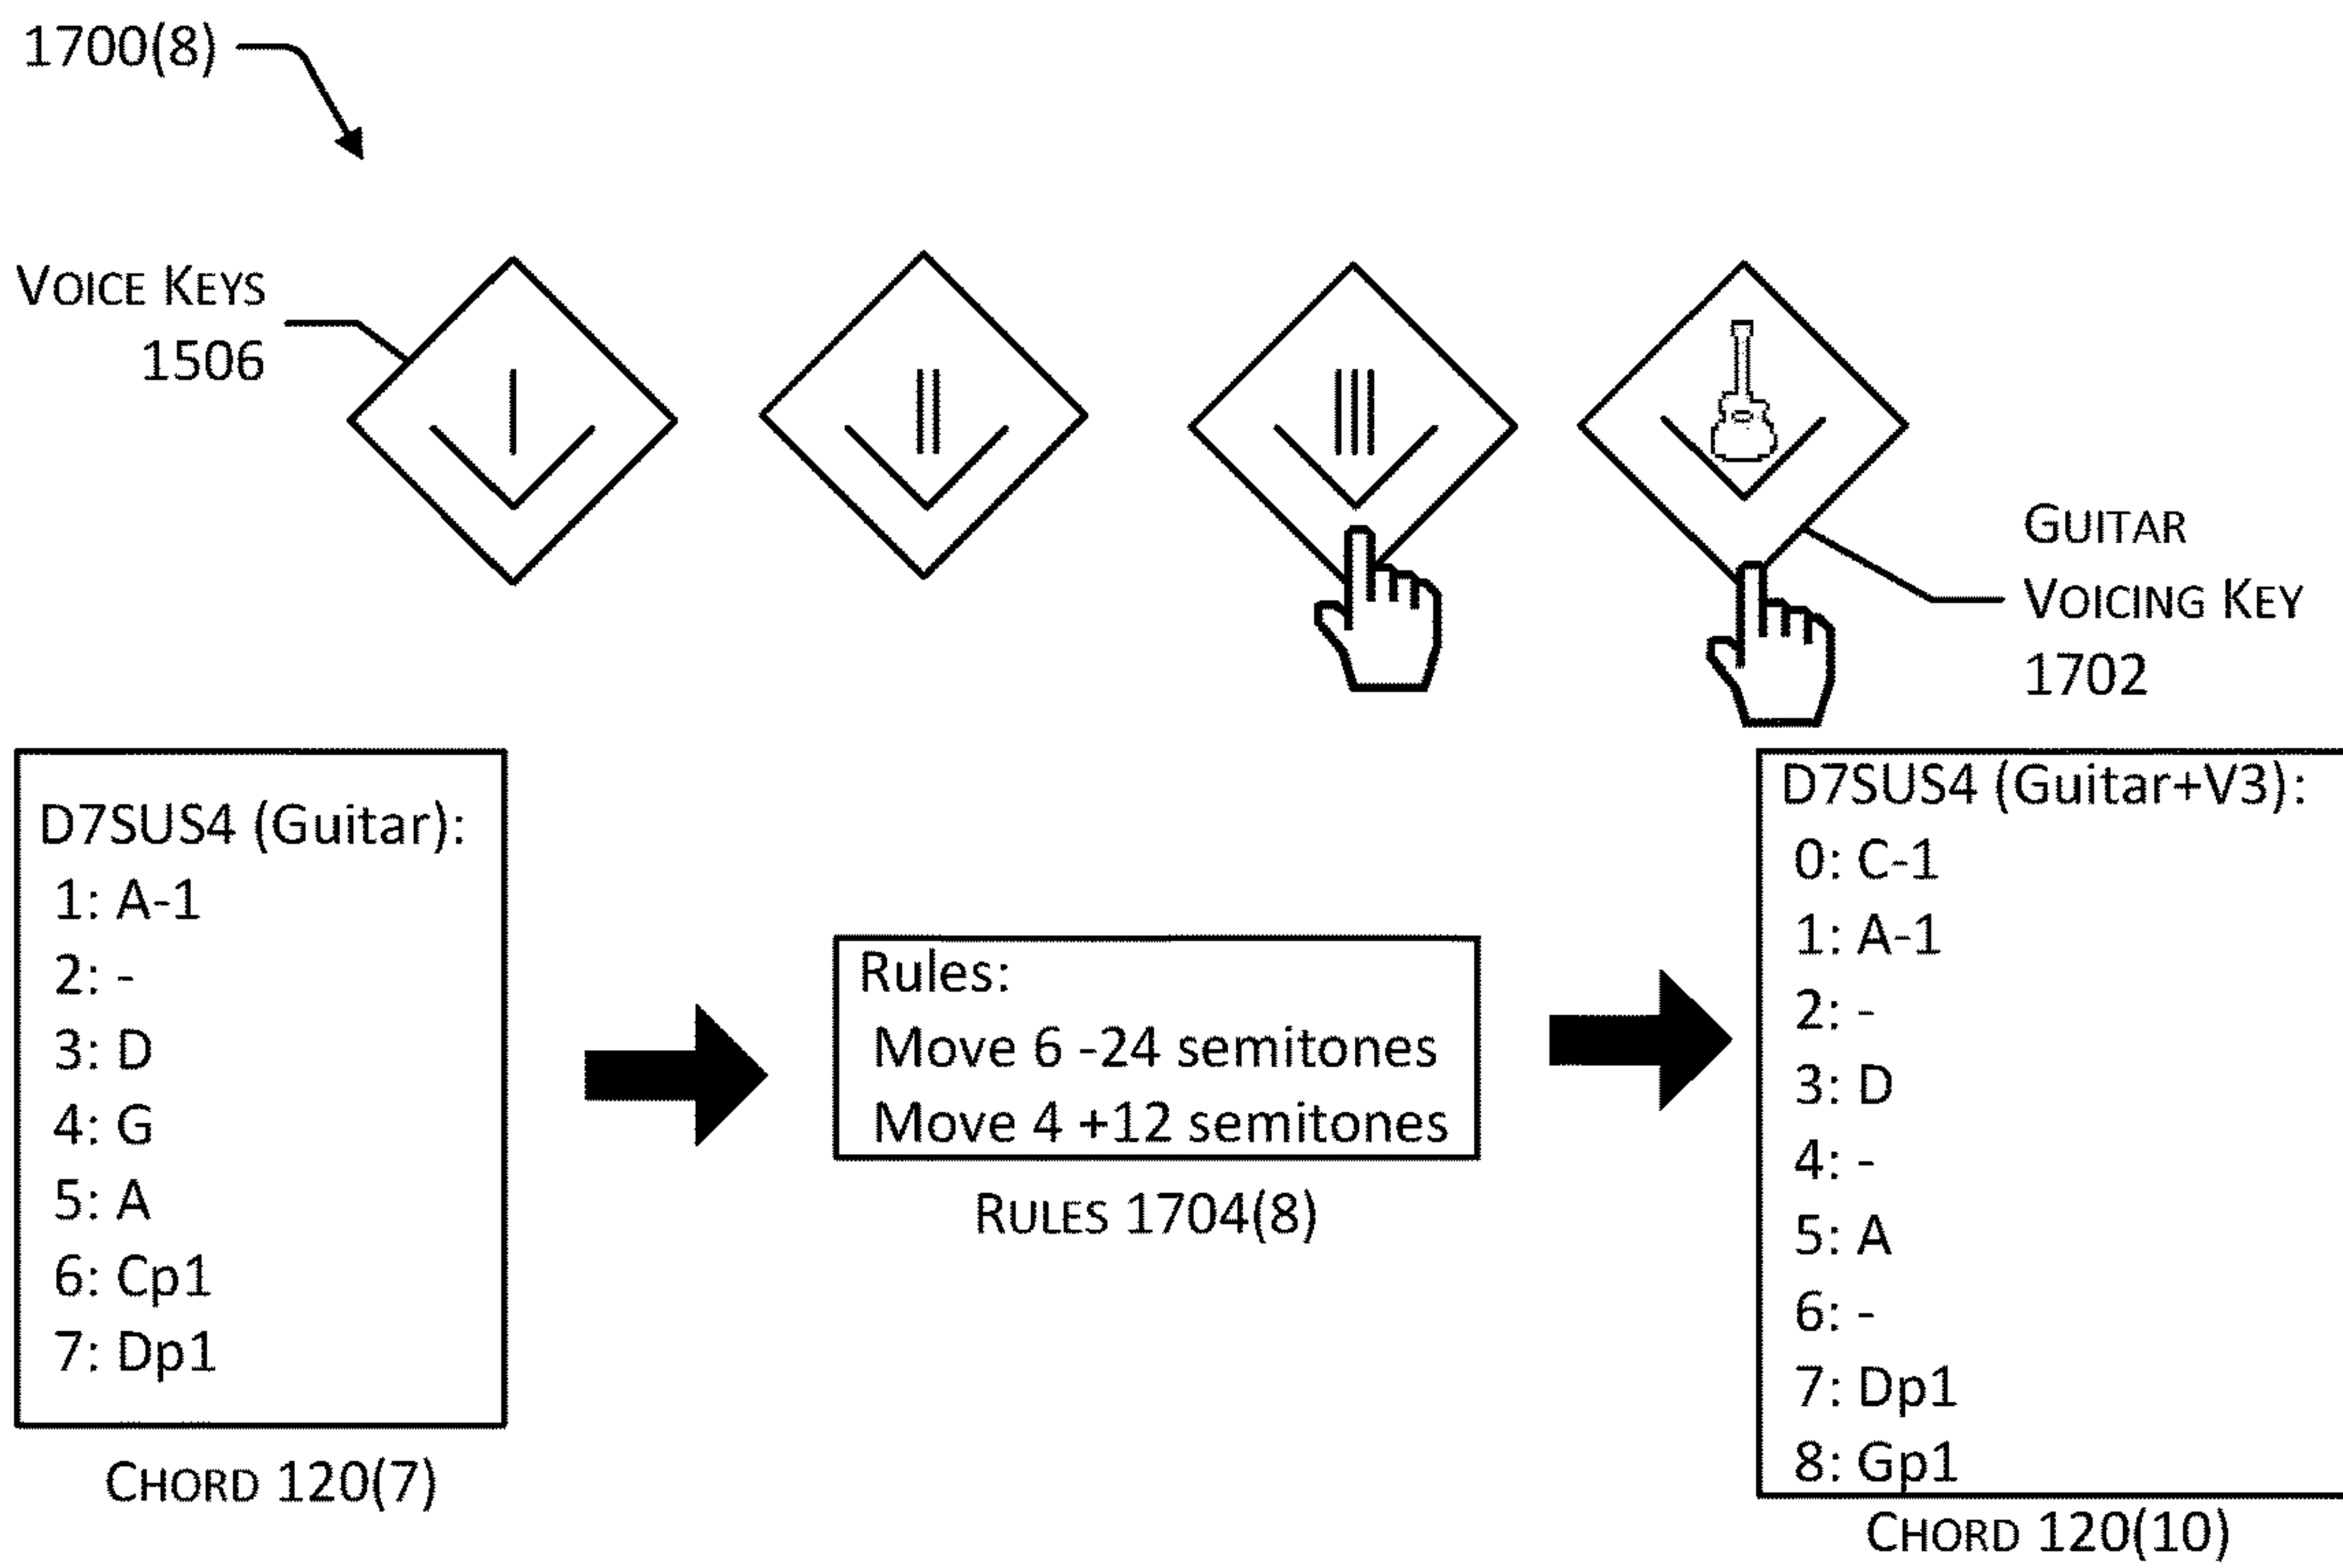 1700(8)
VOICE KEYS
1506
GUITAR
VOICING KEY
1702
D7SUS4 (Guitar):
1: A-1
2: -
3: D
4: G
5: A
6: Cp1
7: Dp1
CHORD 120(7)
Rules:
Move 6 -24 semitones
Move 4 +12 semitones
RULES 1704(8)
D7SUS4 (Guitar+V3):
0: C-1
1: A-1
2: -
3: D
4: -
5: A
6: -
7: Dp1
8: Gp1
CHORD 120(10)